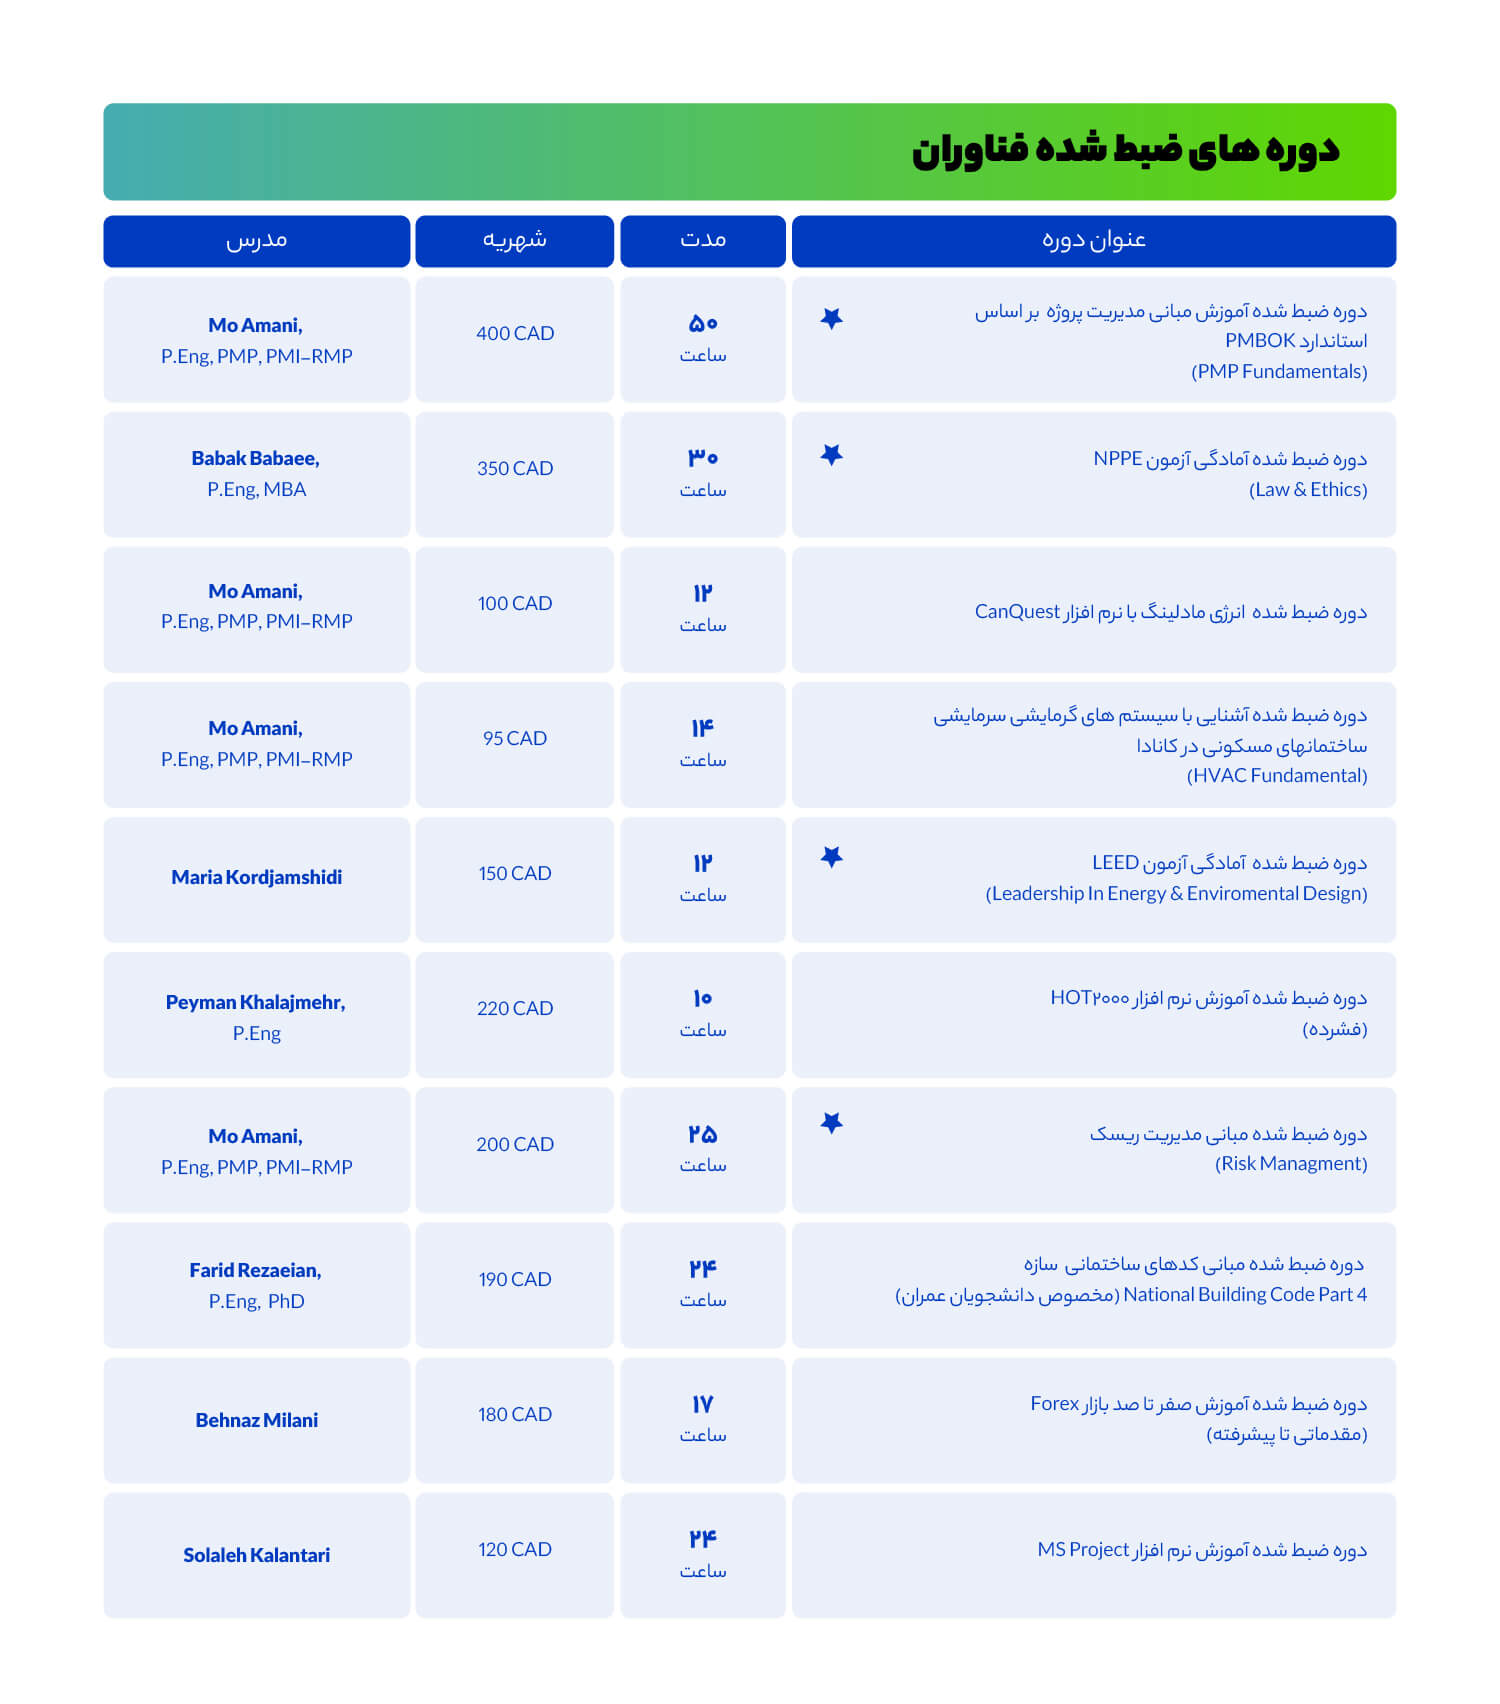 دوره های ضبط شده فناوران
عنوان دوره
مدت
شهریه
مدرس
دوره ضبط شده آموزش مبانی مدیریت پروژه بر اساس
استاندارد PMBOK
(PMP Fundamentals)
۵۰
ساعت
400 CAD
Mo Amani,
P.Eng, PMP, PMI-RMP
دوره ضبط شده آمادگی آزمون NPPE
(Law & Ethics)
۳۰
ساعت
350 CAD
Babak Babaee,
P.Eng, MBA
دوره ضبط شده انرژی مادلینگ با نرم افزار CanQuest
۱۲
ساعت
100 CAD
Mo Amani,
P.Eng, PMP, PMI-RMP
دوره ضبط شده آشنایی با سیستم های گرمایشی سرمایشی
ساختمانهای مسکونی در کانادا
(HVAC Fundamental)
۱۴
ساعت
95 CAD
Mo Amani,
P.Eng, PMP, PMI-RMP
دوره ضبط شده آمادگی آزمون LEED
(Leadership In Energy & Enviromental Design)
۱۲
ساعت
150 CAD
Maria Kordjamshidi
دوره ضبط شده آموزش نرم افزار HOT۲۰۰۰
(فشرده)
۱۰
ساعت
220 CAD
Peyman Khalajmehr,
P.Eng
دوره ضبط شده مبانی مدیریت ریسک
(Risk Managment)
۲۵
ساعت
200 CAD
Mo Amani,
P.Eng, PMP, PMI-RMP
دوره ضبط شده مبانی کدهای ساختمانی سازه
National Building Code Part 4 (مخصوص دانشجویان عمران)
۲۴
ساعت
190 CAD
Farid Rezaeian,
P.Eng, PhD
دوره ضبط شده آموزش صفر تا صد بازار Forex
(مقدماتی تا پیشرفته)
۱۷
ساعت
180 CAD
Behnaz Milani
دوره ضبط شده آموزش نرم افزار MS Project
۲۴
ساعت
120 CAD
Solaleh Kalantari